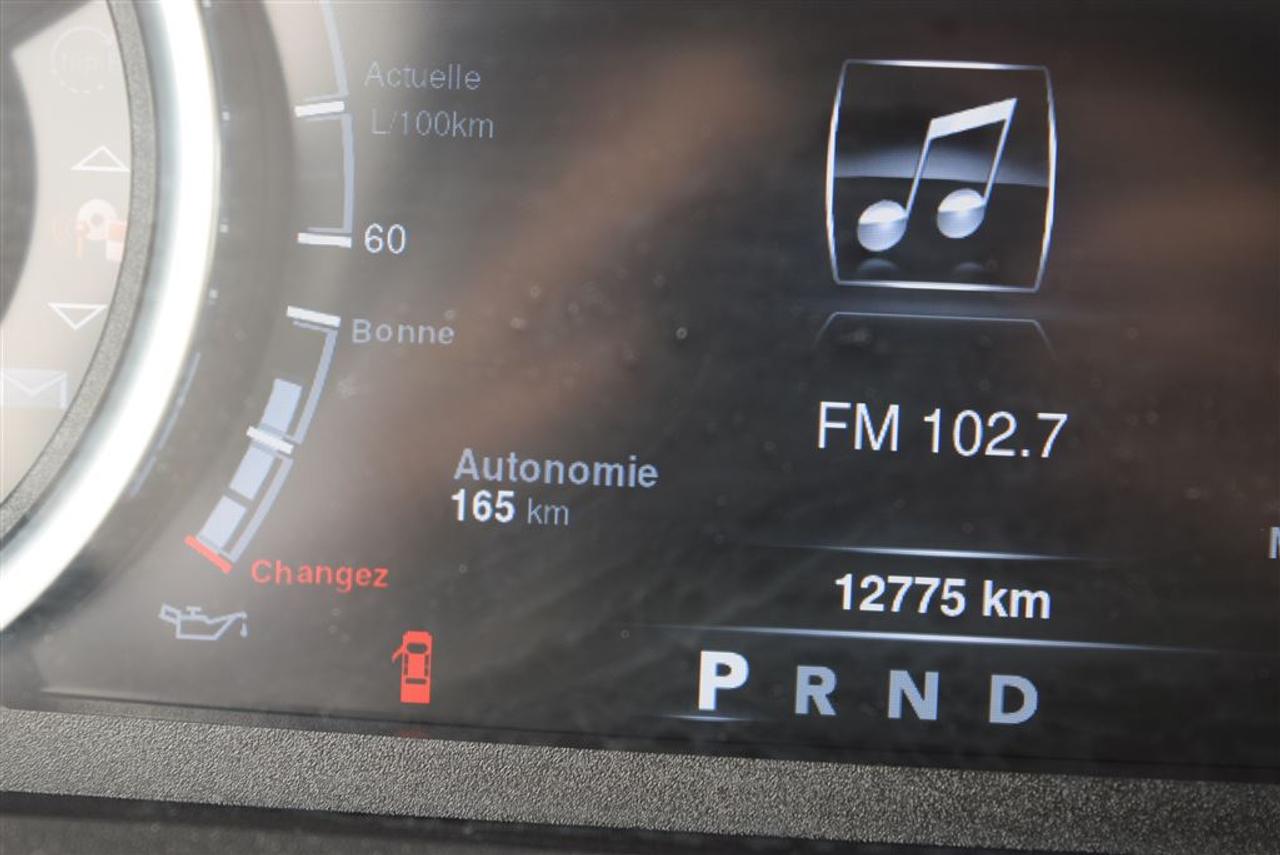 Actuelle
L/100km
60
Bonne
FM 102.7
Autonomie
165 km
Changez
12775 km
P R N D